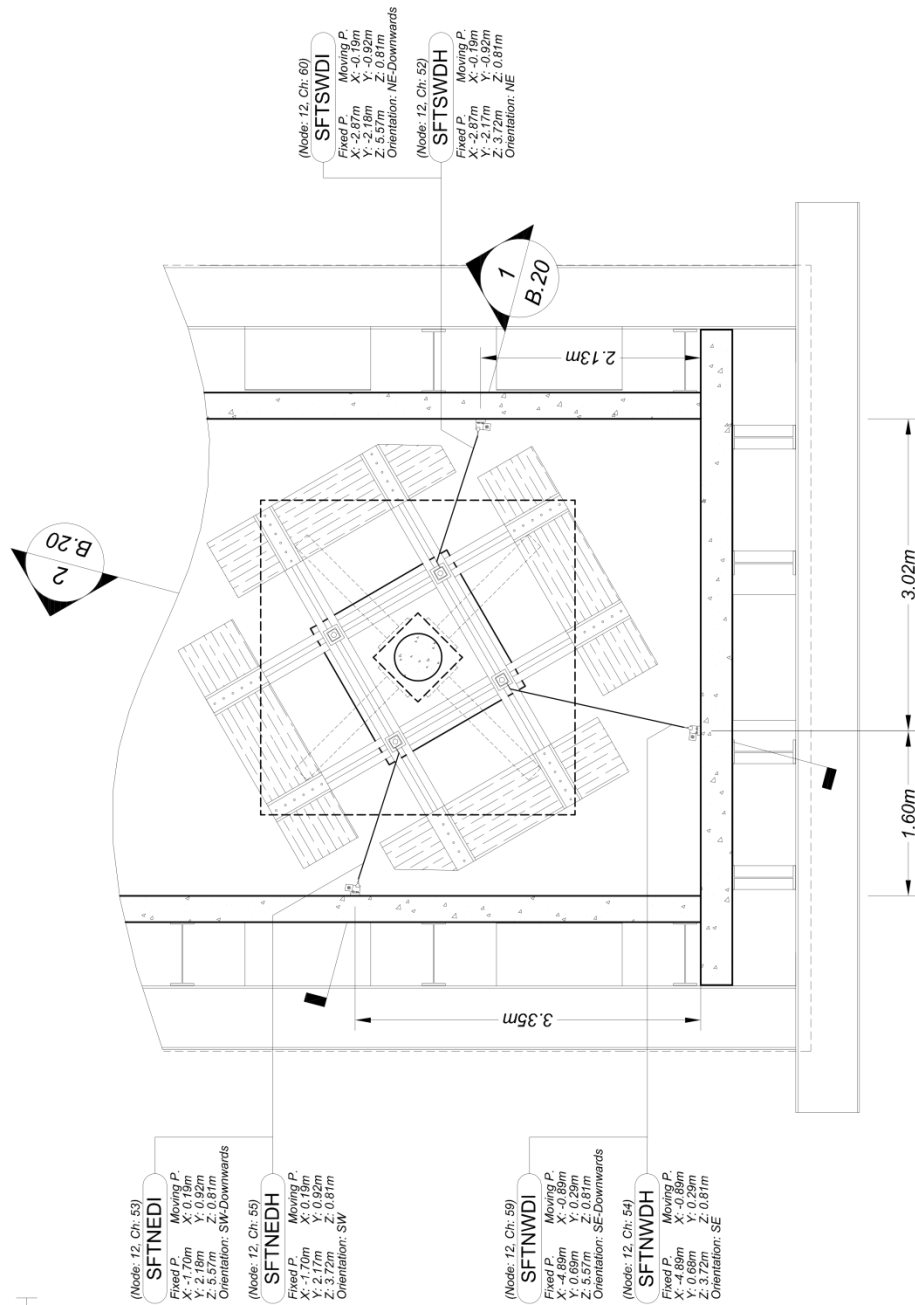 (Node: 12, Ch: 60)
SFTSWDI
Fixed P. Moving P.
X: -2.87m X: -0.19m
Y: -2.18m Y: -0.92m
Z: 5.57m Z: 0.81m
Orientation: NE-Downwards
(Node: 12, Ch: 52)
SFTSWDH
Fixed P. Moving P.
X: -2.87m X: -0.19m
Y: -2.17m Y: -0.92m
Z: 3.72m Z: 0.81m
Orientation: NE
1
B.20
2
B.20
2.13m
3.02m
1.60m
3.35m
(Node: 12, Ch: 53)
SFTNEDI
Fixed P. Moving P.
X: -1.70m X: 0.19m
Y: 2.18m Y: 0.92m
Z: 5.57m Z: 0.81m
Orientation: SW-Downwards
(Node: 12, Ch: 55)
SFTNEDH
Fixed P. Moving P.
X: -1.70m X: 0.19m
Y: 2.17m Y: 0.92m
Z: 3.72m Z: 0.81m
Orientation: SW
(Node: 12, Ch: 59)
SFTNWDI
Fixed P. Moving P.
X: -4.89m X: -0.89m
Y: 0.69m Y: 0.29m
Z: 5.57m Z: 0.81m
Orientation: SE-Downwards
(Node: 12, Ch: 54)
SFTNWDH
Fixed P. Moving P.
X: -4.89m X: -0.89m
Y: 0.68m Y: 0.29m
Z: 3.72m Z: 0.81m
Orientation: SE